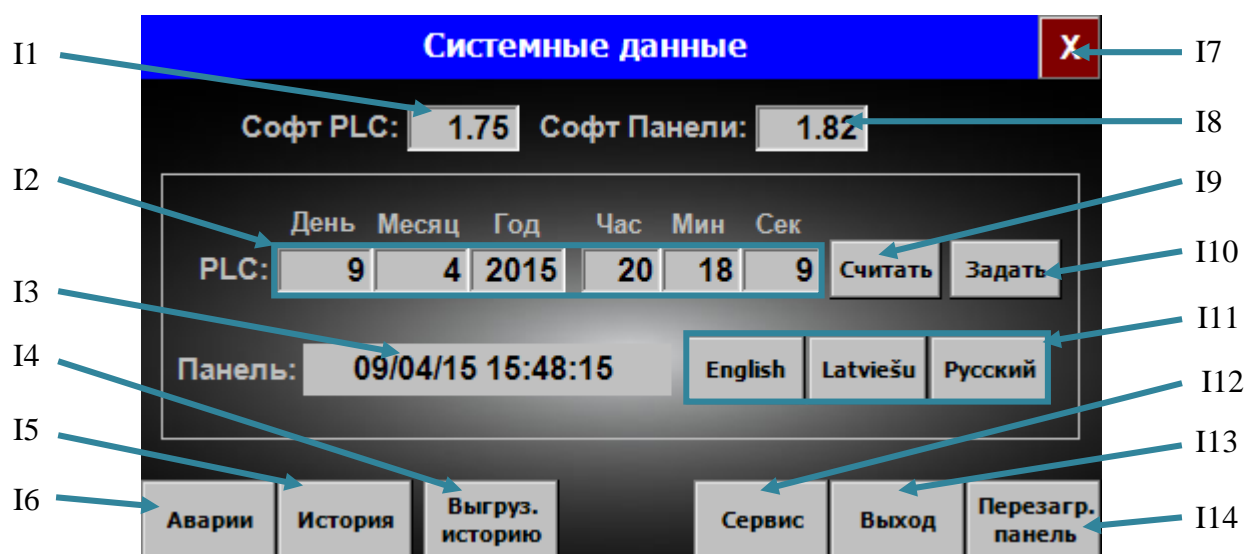 Системные данные X
I1
I7
Софт PLC: 1.75 Софт Панели: 1.82
I8
I2
I9
День Месяц Год Час Мин Сек
PLC: 9 4 2015 20 18 9 Считать Задать
I10
I3
I11
I4
Панель: 09/04/15 15:48:15 English Latviešu Русский
I12
I5
I13
I6
Аварии История Выгруз. историю Сервис Выход Перезагр. панель
I14